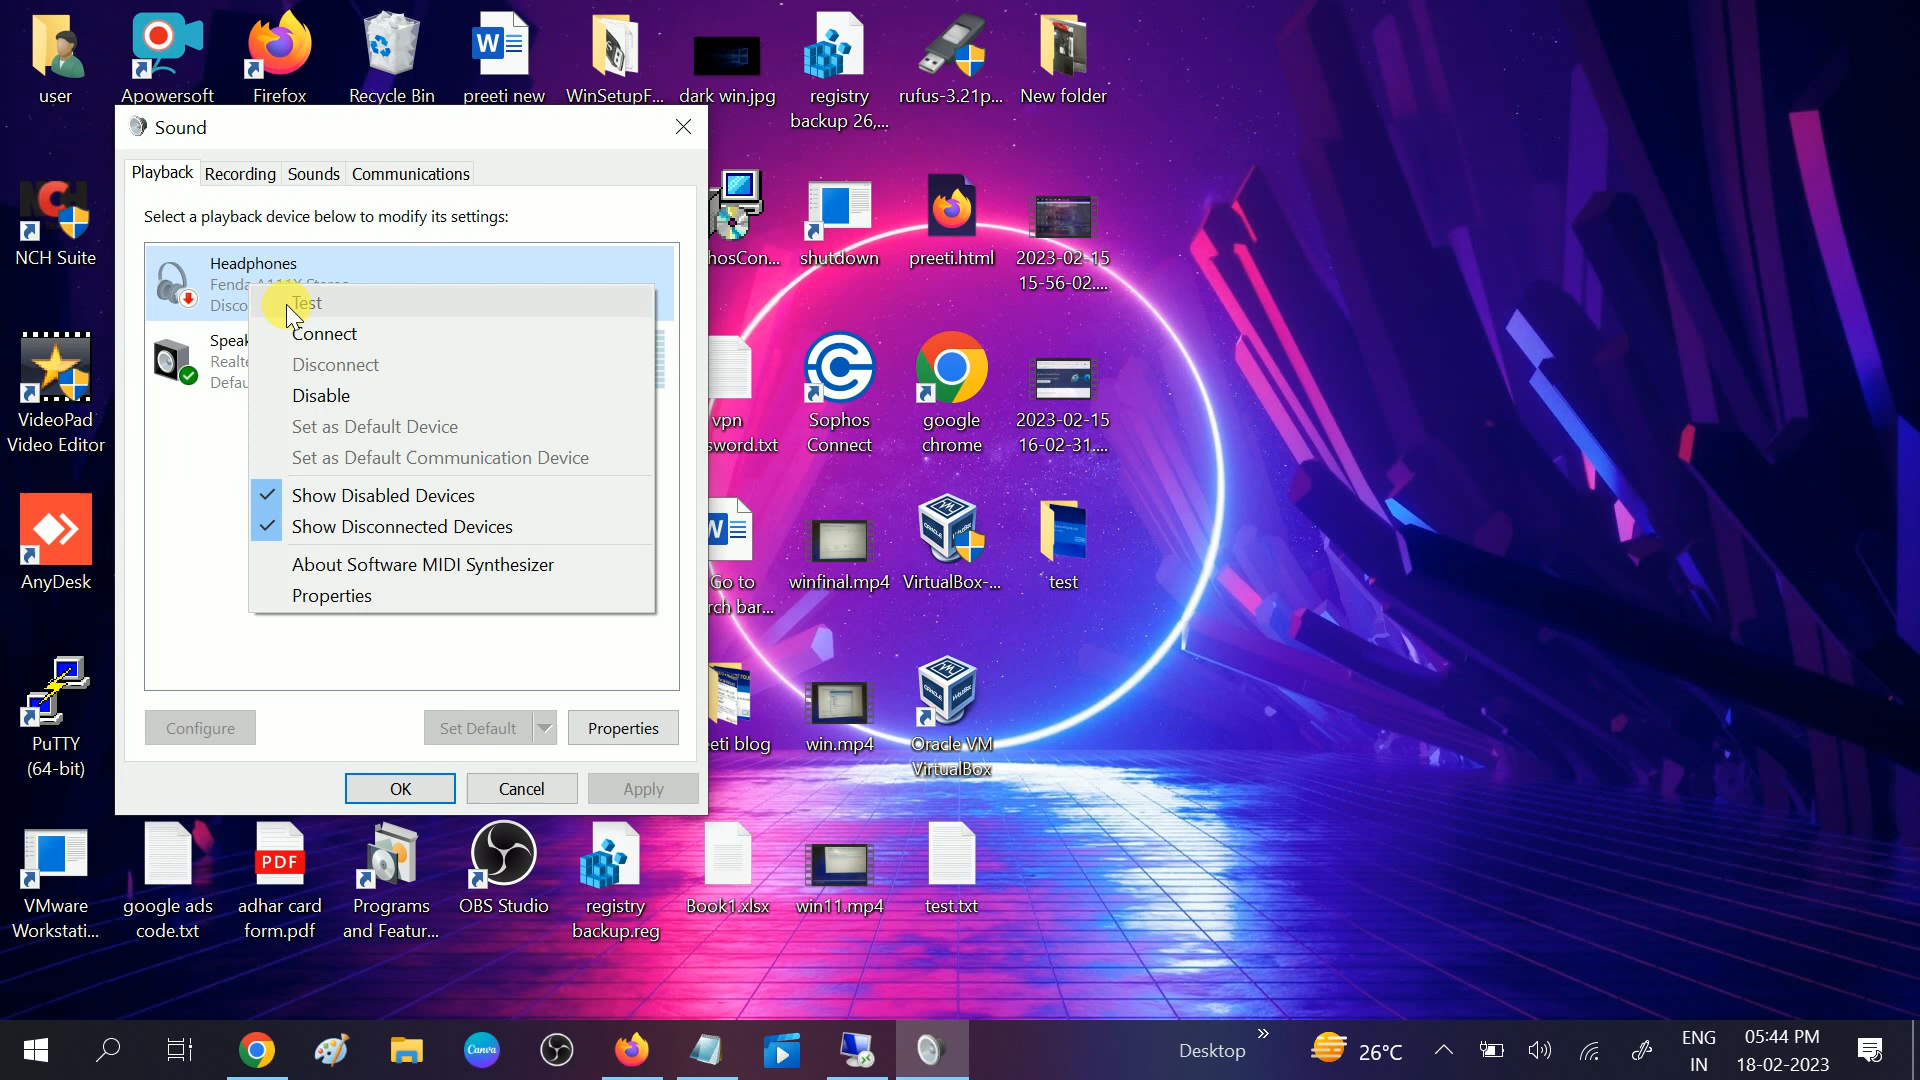 user
Apowersoft
Firefox
Recycle Bin
preeti new
WinSetupF...
dark win.jpg
registry
backup 26,...
rufus-3.21p...
New folder
Sound
Playback
Recording
Sounds
Communications
Select a playback device below to modify its settings:
Headphones
Fenda A111X Stereo
Disco
Speak
Realte
Defau
Test
Connect
Disconnect
Disable
Set as Default Device
Set as Default Communication Device
Show Disabled Devices
Show Disconnected Devices
About Software MIDI Synthesizer
Properties
Configure
Set Default
Properties
OK
Cancel
Apply
NCH
NCH Suite
hosCon...
shutdown
preeti.html
2023-02-15
15-56-02....
VideoPad
Video Editor
vpn
sword.txt
Sophos
Connect
google
chrome
2023-02-15
16-02-31....
AnyDesk
Go to
rch bar...
winfinal.mp4
VirtualBox-...
test
PuTTY
(64-bit)
eeti blog
win.mp4
Oracle VM
VirtualBox
VMware
Workstati...
google ads
code.txt
PDF
adhar card
form.pdf
Programs
and Featur...
OBS Studio
registry
backup.reg
Book1.xlsx
win11.mp4
test.txt
Canva
Desktop
26°C
ENG
IN
05:44 PM
18-02-2023